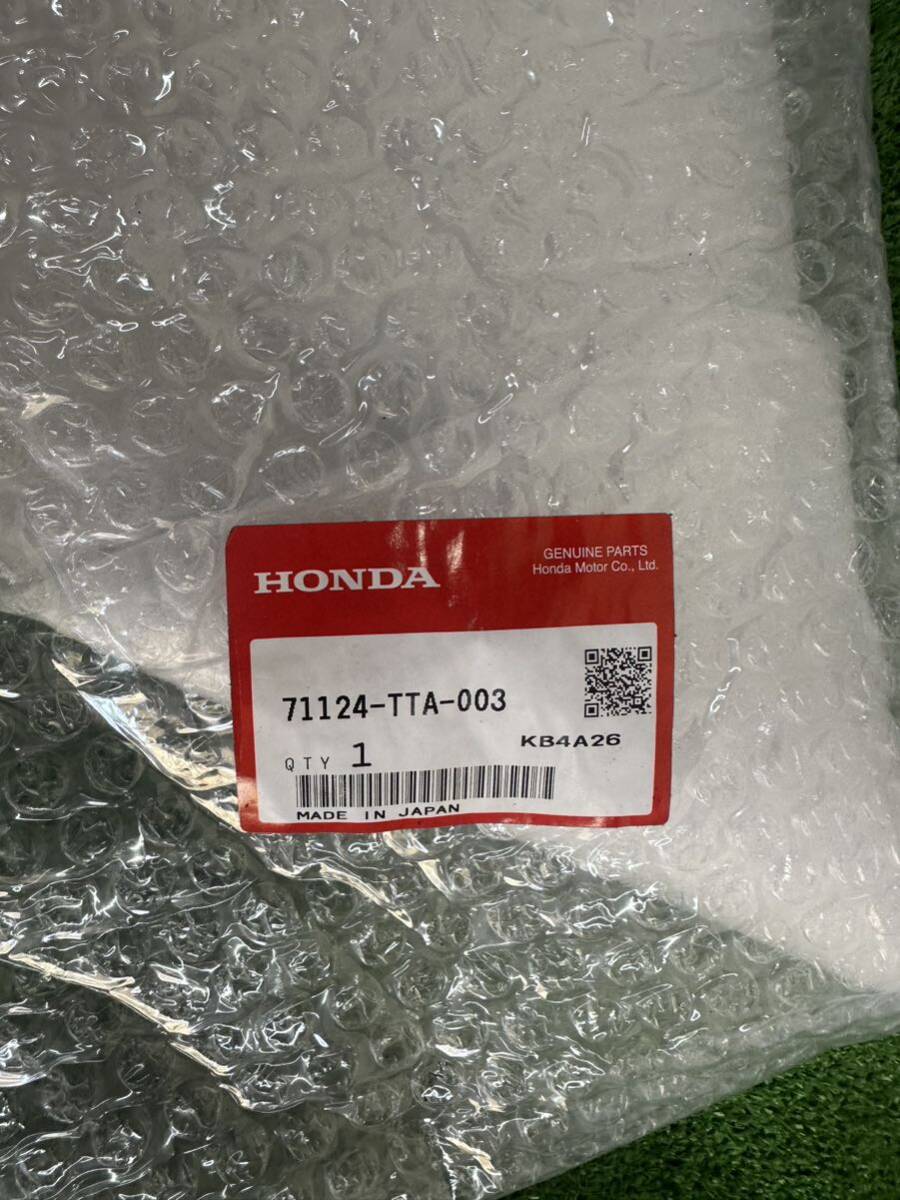 HONDA
GENUINE PARTS
Honda Motor Co., Ltd.
71124-TTA-003
KB4A26
QTY 1
MADE IN JAPAN